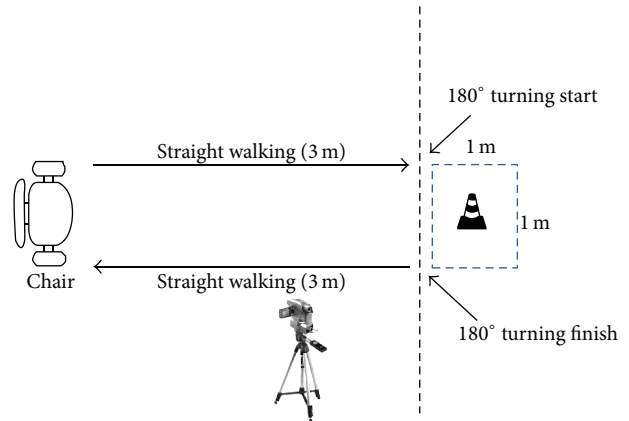 180° turning start
1 m
Straight walking (3 m)
1 m
Chair
Straight walking (3 m)
180° turning finish